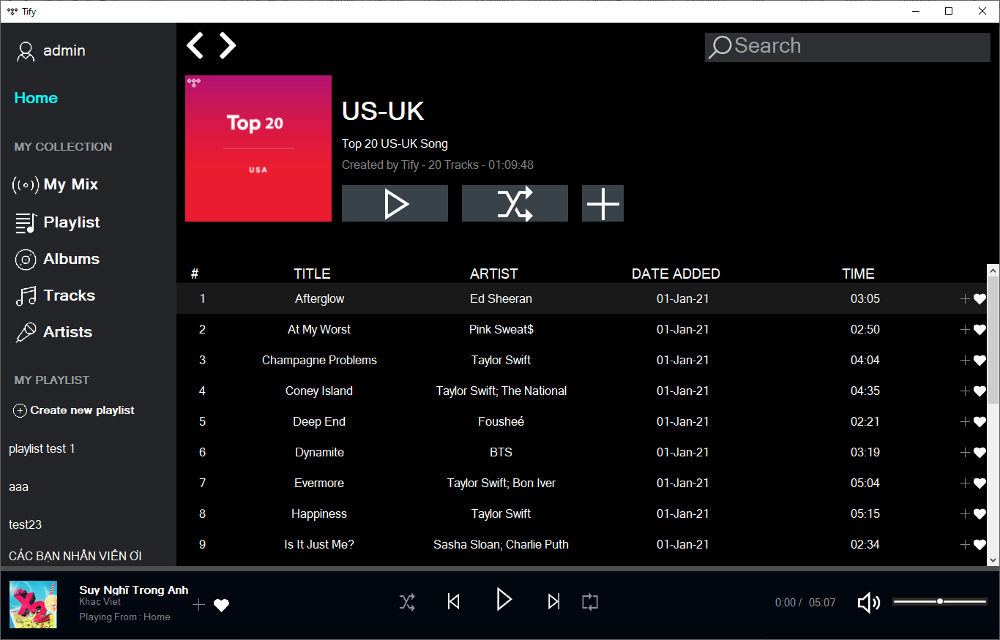 Tify
admin
Home
MY COLLECTION
My Mix
Playlist
Albums
Tracks
Artists
MY PLAYLIST
Create new playlist
playlist test 1
aaa
test23
CÁC BẠN NHÂN VIÊN ƠI
Search
Top 20
USA
US-UK
Top 20 US-UK Song
Created by Tify - 20 Tracks - 01:09:48
# TITLE ARTIST DATE ADDED TIME
1 Afterglow Ed Sheeran 01-Jan-21 03:05
2 At My Worst Pink Sweat$ 01-Jan-21 02:50
3 Champagne Problems Taylor Swift 01-Jan-21 04:04
4 Coney Island Taylor Swift; The National 01-Jan-21 04:35
5 Deep End Fousheé 01-Jan-21 02:21
6 Dynamite BTS 01-Jan-21 03:19
7 Evermore Taylor Swift; Bon Iver 01-Jan-21 05:04
8 Happiness Taylor Swift 01-Jan-21 05:15
9 Is It Just Me? Sasha Sloan; Charlie Puth 01-Jan-21 02:34
Suy Nghĩ Trong Anh
Khac Viet
Playing From : Home
0:00 / 05:07